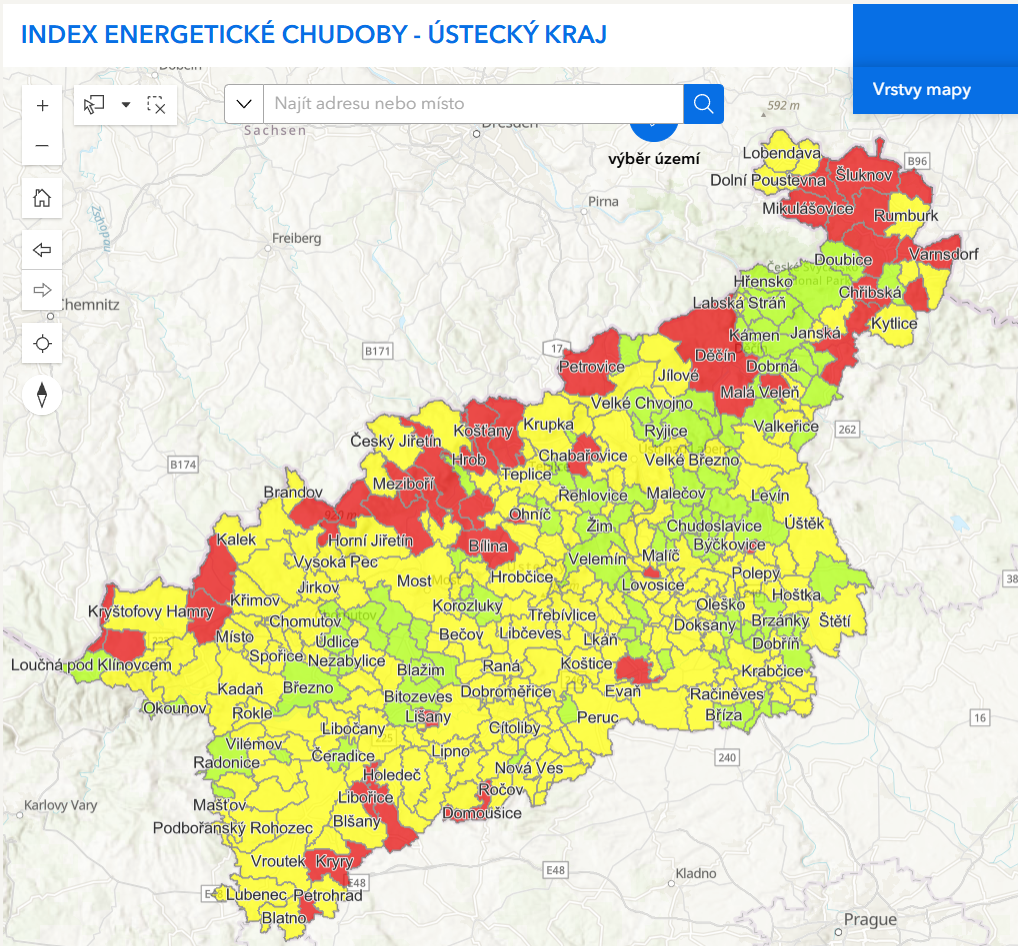 INDEX ENERGETICKÉ CHUDOBY - ÚSTECKÝ KRAJ
Vrstvy mapy
Najít adresu nebo místo
výběr území
Sachsen
Dresden
592 m
Lobendava
B96
Dolní Poustevna
Šluknov
Mikulášovice
Rumburk
Pirna
Zschopau
Freiberg
Doubice
Varnsdorf
Hřensko
Chřibská
Chemnitz
Labská Stráň
Kytlice
Kámen
Janská
B171
17
Děčín
Petrovice
Dobrná
Jílové
Malá Veleň
Velké Chvojno
Krupka
Valkeřice
262
Košťany
Ryjice
Český Jiřetín
Chabařovice
B174
Hrob
Velké Březno
Teplice
Meziboří
Brandov
Řehlovice
Malečov
Levín
920 m
Ohníč
Žim
Chudoslavice
Úštěk
Kalek
Horní Jiřetín
Bílina
Býčkovice
Vysoká Pec
Velemín
Malíč
Most
Hrobčice
Polepy
38
Jirkov
Lovosice
Hoštka
Kryštofovy Hamry
Křimov
Korozluky
Oleško
Třebívlice
Brzánky
Štětí
Chomutov
Doksany
Místo
Údlice
Bečov
Libčeves
Lkáň
Dobříň
Spořice
Nezabylice
Loučná pod Klínovcem
Blažim
Raná
Koštice
Krabčice
Kadaň
Březno
Bitozeves
Dobroměřice
Evaň
Račiněves
Okounov
Rokle
Lišany
Peruc
Bříza
16
Libočany
Cítoliby
Vilémov
Lipno
240
Radonice
Čeradice
Nová Ves
Holedeč
Ročov
Libořice
Karlovy Vary
Mašťov
Domoušice
Blšany
Podbořanský Rohozec
Vroutek
Kryry
E48
Kladno
E48
Lubenec
Petrohrad
Blatno
Prague